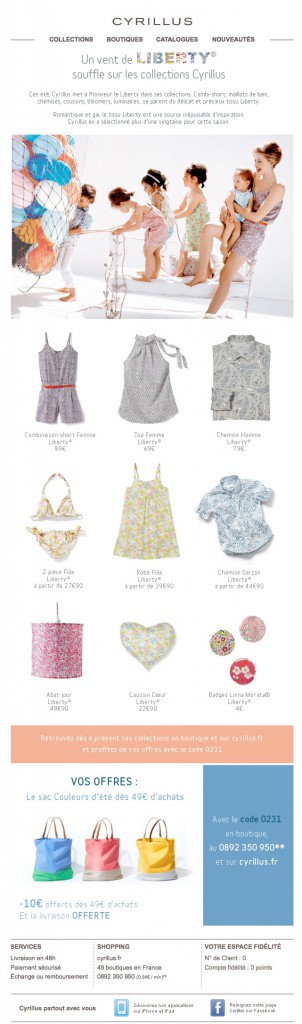 CYRILLUS
COLLECTIONS BOUTIQUES CATALOGUES NOUVEAUTÉS
Un vent de LIBERTY®
souffle sur les collections Cyrillus
Cet été, Cyrillus met à l'honneur le Liberty dans ses collections. Combi-short, maillots de bain,
chemises, coussins, bloomers, luminaires...se parent du délicat et précieux tissu Liberty.
Romantique et gai, le tissu Liberty est une source inépuisable d'inspiration.
Cyrillus en a sélectionné plus d'une vingtaine pour cette saison.
Combinaison-short Femme
Liberty®
89€
Top Femme
Liberty®
69€
Chemise Homme
Liberty®
79€
2 pièce Fille
Liberty®
à partir de 27€90
Robe Fille
Liberty®
à partir de 39€90
Chemise Garçon
Liberty®
à partir de 44€90
Abat-jour
Liberty®
49€90
Coussin Cœur
Liberty®
22€90
Badges Linna Morata®
Liberty®
4€
Retrouvez dès à présent ces collections en boutique et sur cyrillus.fr
et profitez de vos offres avec le code 0231
VOS OFFRES :
Le sac Couleurs d'été dès 49€ d'achats
-10€ offerts dès 49€ d'achats
Et la livraison OFFERTE
Avec le code 0231
en boutique,
au 0892 350 950**
et sur cyrillus.fr
SERVICES
Livraison en 48h
Paiement sécurisé
Echange ou remboursement
SHOPPING
cyrillus.fr
49 boutiques en France
0892 350 950 (0.34€ / min)**
VOTRE ESPACE FIDÉLITÉ
N° de Client : 0
Compte fidélité : 0 points
Cyrillus partout avec vous
Découvrez nos applications
sur iPhone et iPad
Rejoignez notre page
Cyrillus sur Facebook